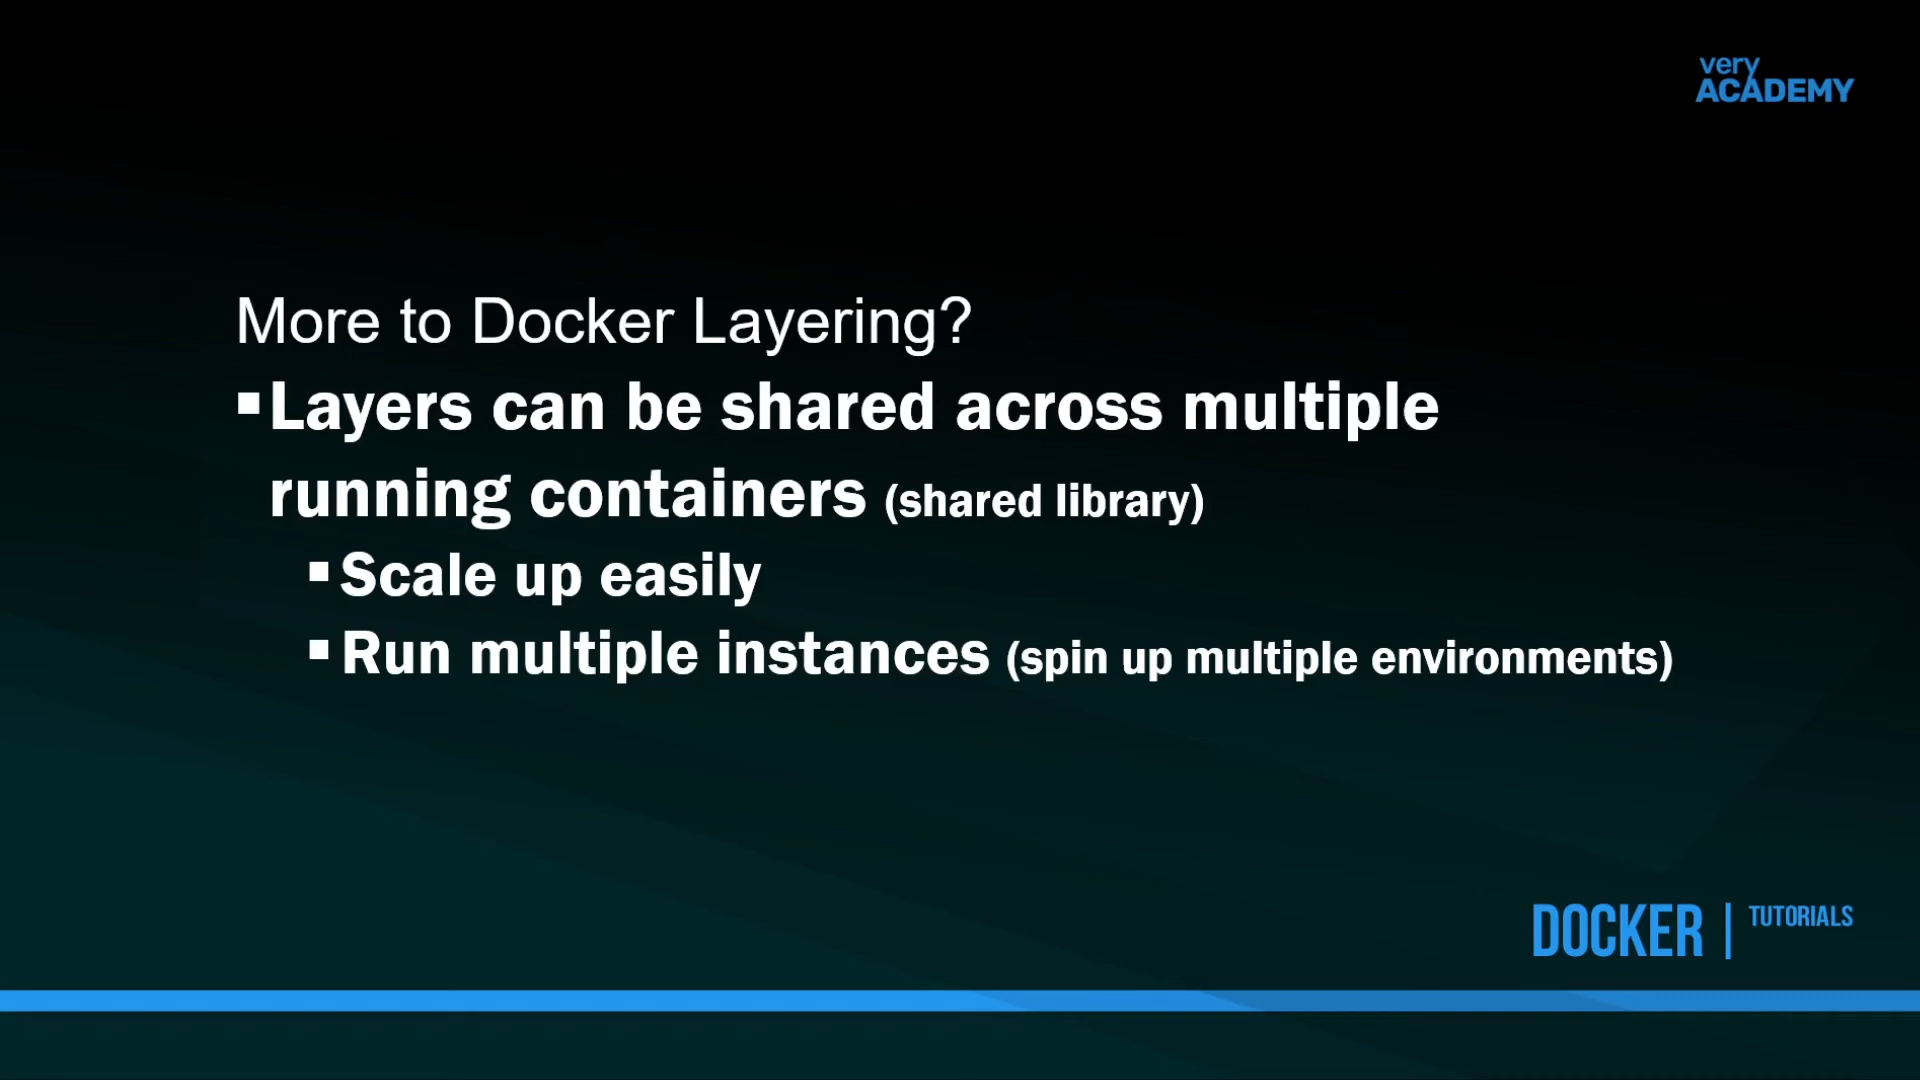 very
ACADEMY
More to Docker Layering?
▪Layers can be shared across multiple
running containers (shared library)
▪Scale up easily
▪Run multiple instances (spin up multiple environments)
DOCKER | TUTORIALS